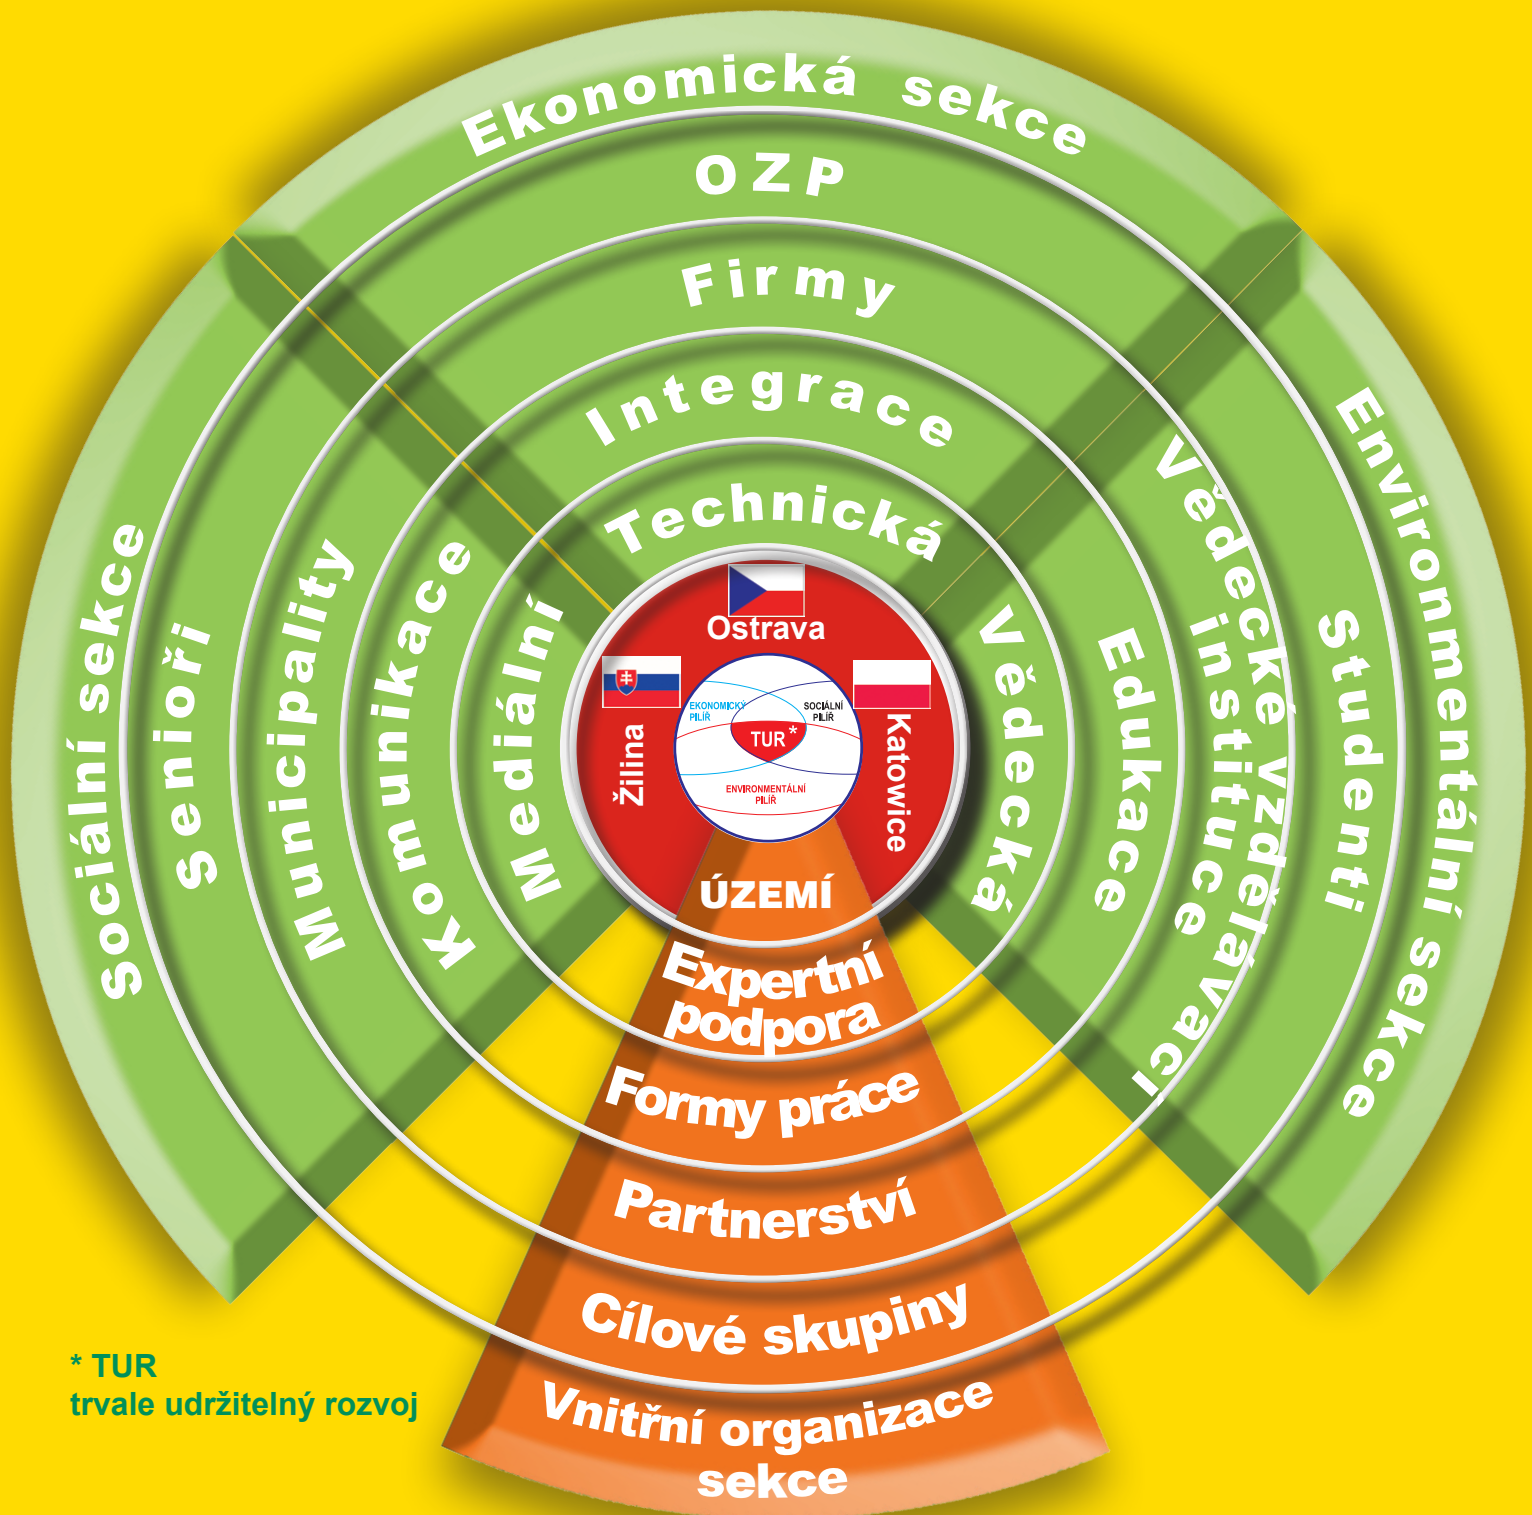 Ekonomická sekce
OZP
Firmy
Integrace
Technická
Sociální sekce
Senioři
Municipality
Komunikace
Mediální
Environmentální sekce
Studenti
Vědecké vzdělávací
instituce
Edukace
Vědecká
Ostrava
Žilina
Katowice
EKONOMICKÝ
PILÍŘ
SOCIÁLNÍ
PILÍŘ
TUR*
ENVIRONMENTÁLNÍ
PILÍŘ
ÚZEMÍ
Expertní
podpora
Formy práce
Partnerství
Cílové skupiny
Vnitřní organizace
sekce
* TUR
trvale udržitelný rozvoj